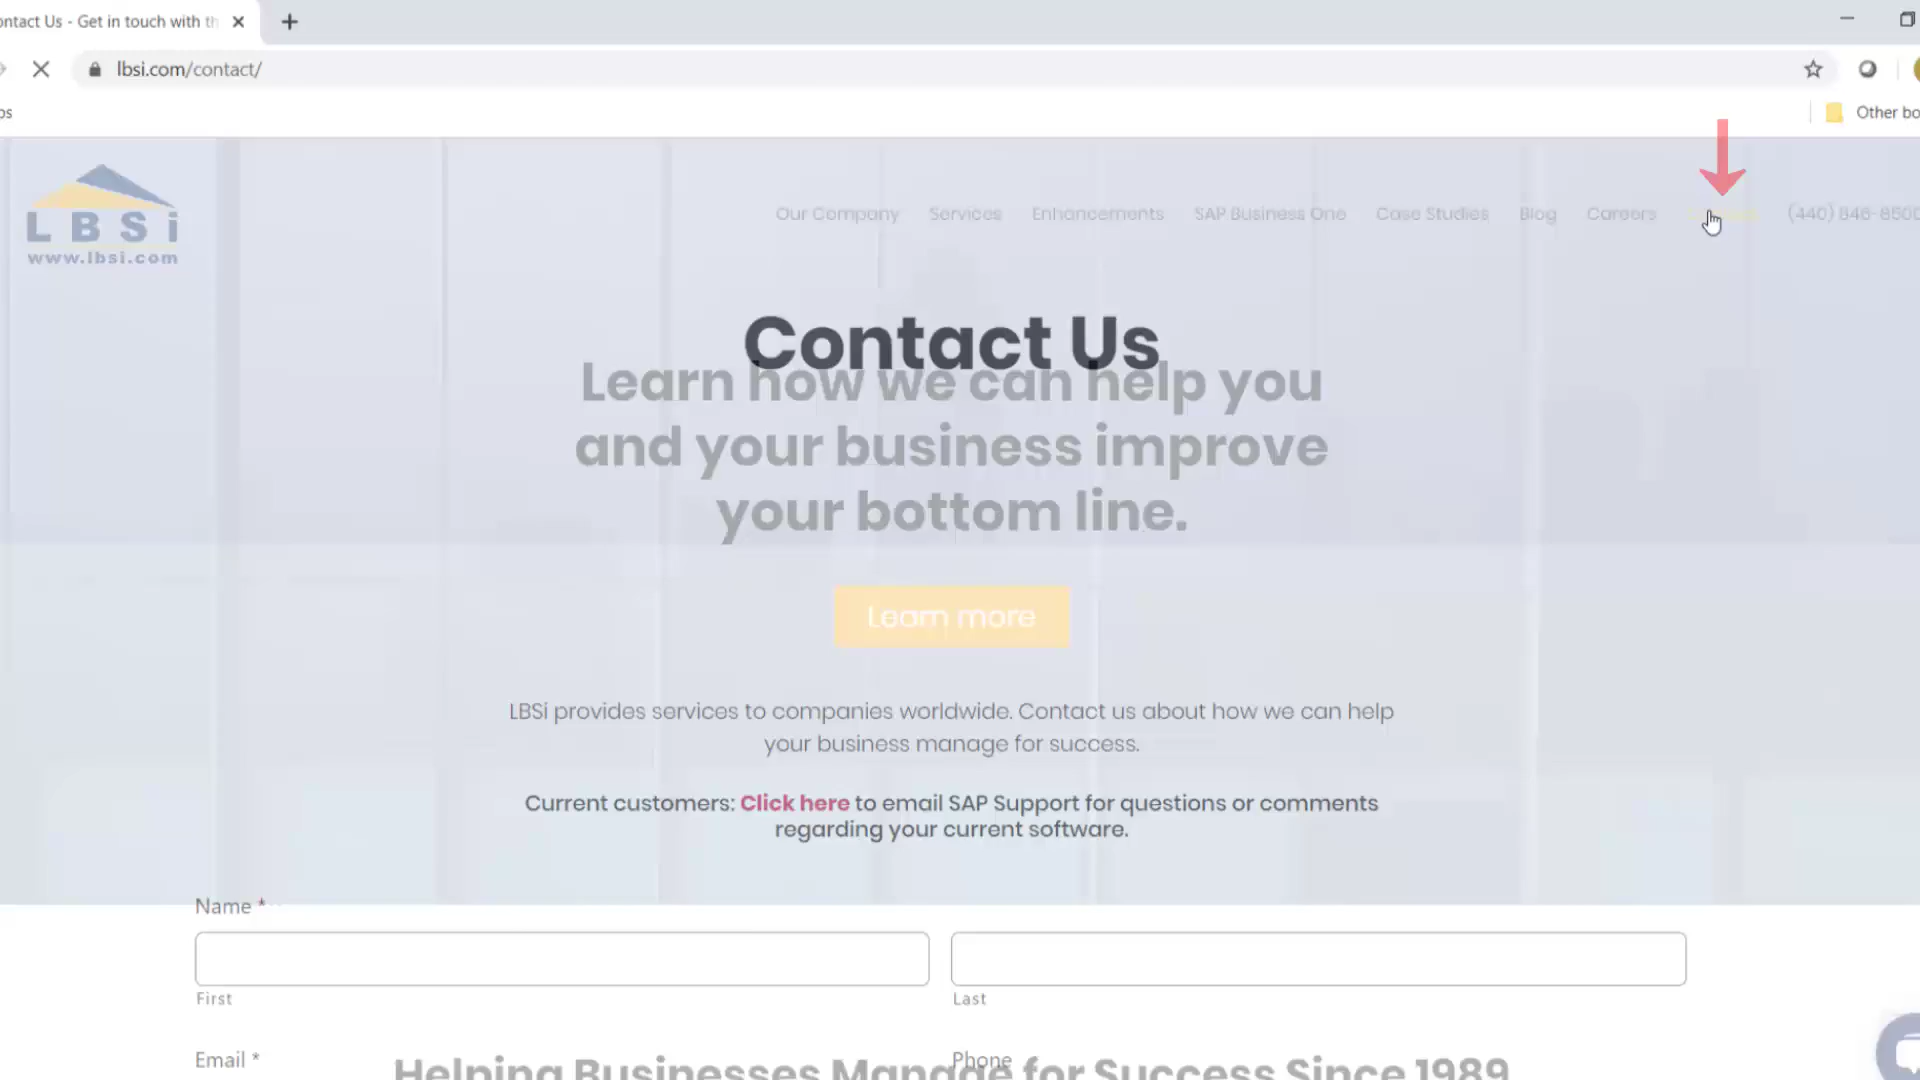 ontact Us - Get in touch with th
lbsi.com/contact/
ps
Other bo
LBSi
www.lbsi.com
Our Company Services Enhancements SAP Business One Case Studies Blog Careers (440) 846-8500
Contact Us
Learn how we can help you
and your business improve
your bottom line.
Learn more
LBSi provides services to companies worldwide. Contact us about how we can help
your business manage for success.
Current customers: Click here to email SAP Support for questions or comments
regarding your current software.
Name *
First Last
Email * Phone
Helping Businesses Manage for Success Since 1989